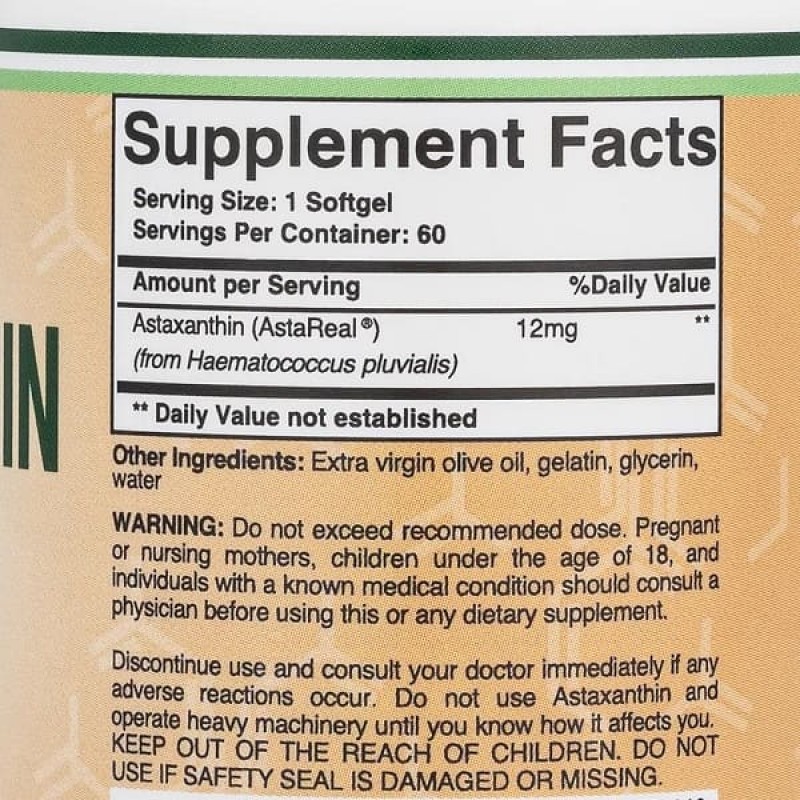 Supplement Facts
Serving Size: 1 Softgel
Servings Per Container: 60
Amount per Serving %Daily Value
Astaxanthin (AstaReal®) 12mg **
(from Haematococcus pluvialis)
** Daily Value not established
IN
Other Ingredients: Extra virgin olive oil, gelatin, glycerin,
water
WARNING: Do not exceed recommended dose. Pregnant
or nursing mothers, children under the age of 18, and
individuals with a known medical condition should consult a
physician before using this or any dietary supplement.
Discontinue use and consult your doctor immediately if any
adverse reactions occur. Do not use Astaxanthin and
operate heavy machinery until you know how it affects you.
KEEP OUT OF THE REACH OF CHILDREN. DO NOT
USE IF SAFETY SEAL IS DAMAGED OR MISSING.